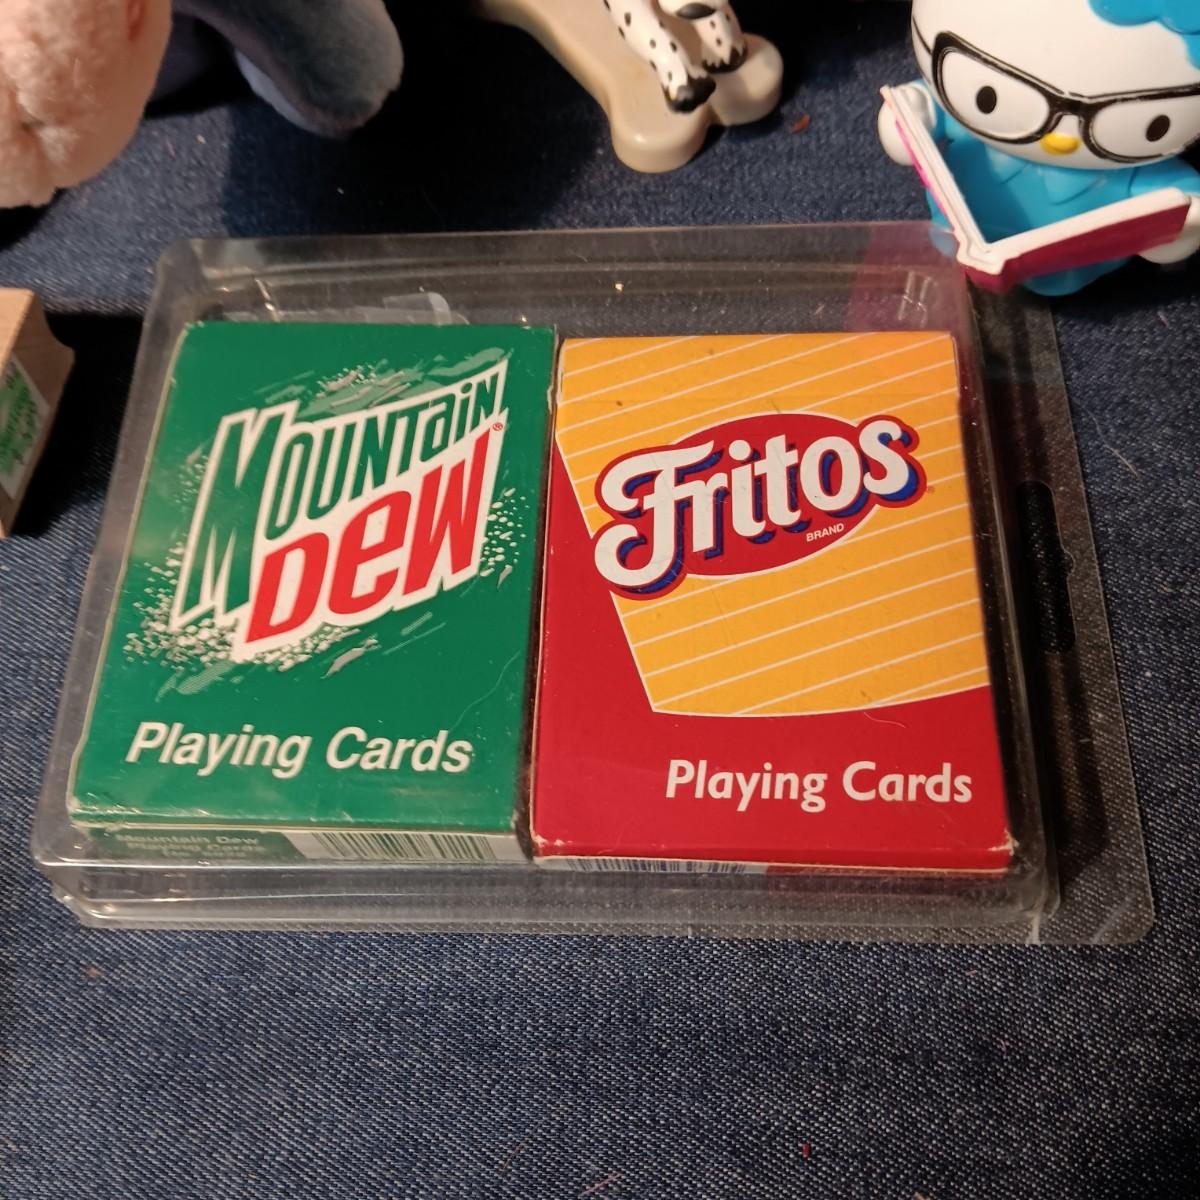 MOUNTain
Dew®
Playing Cards
Mountain Dew
Playing Cards
Fritos
BRAND
Playing Cards